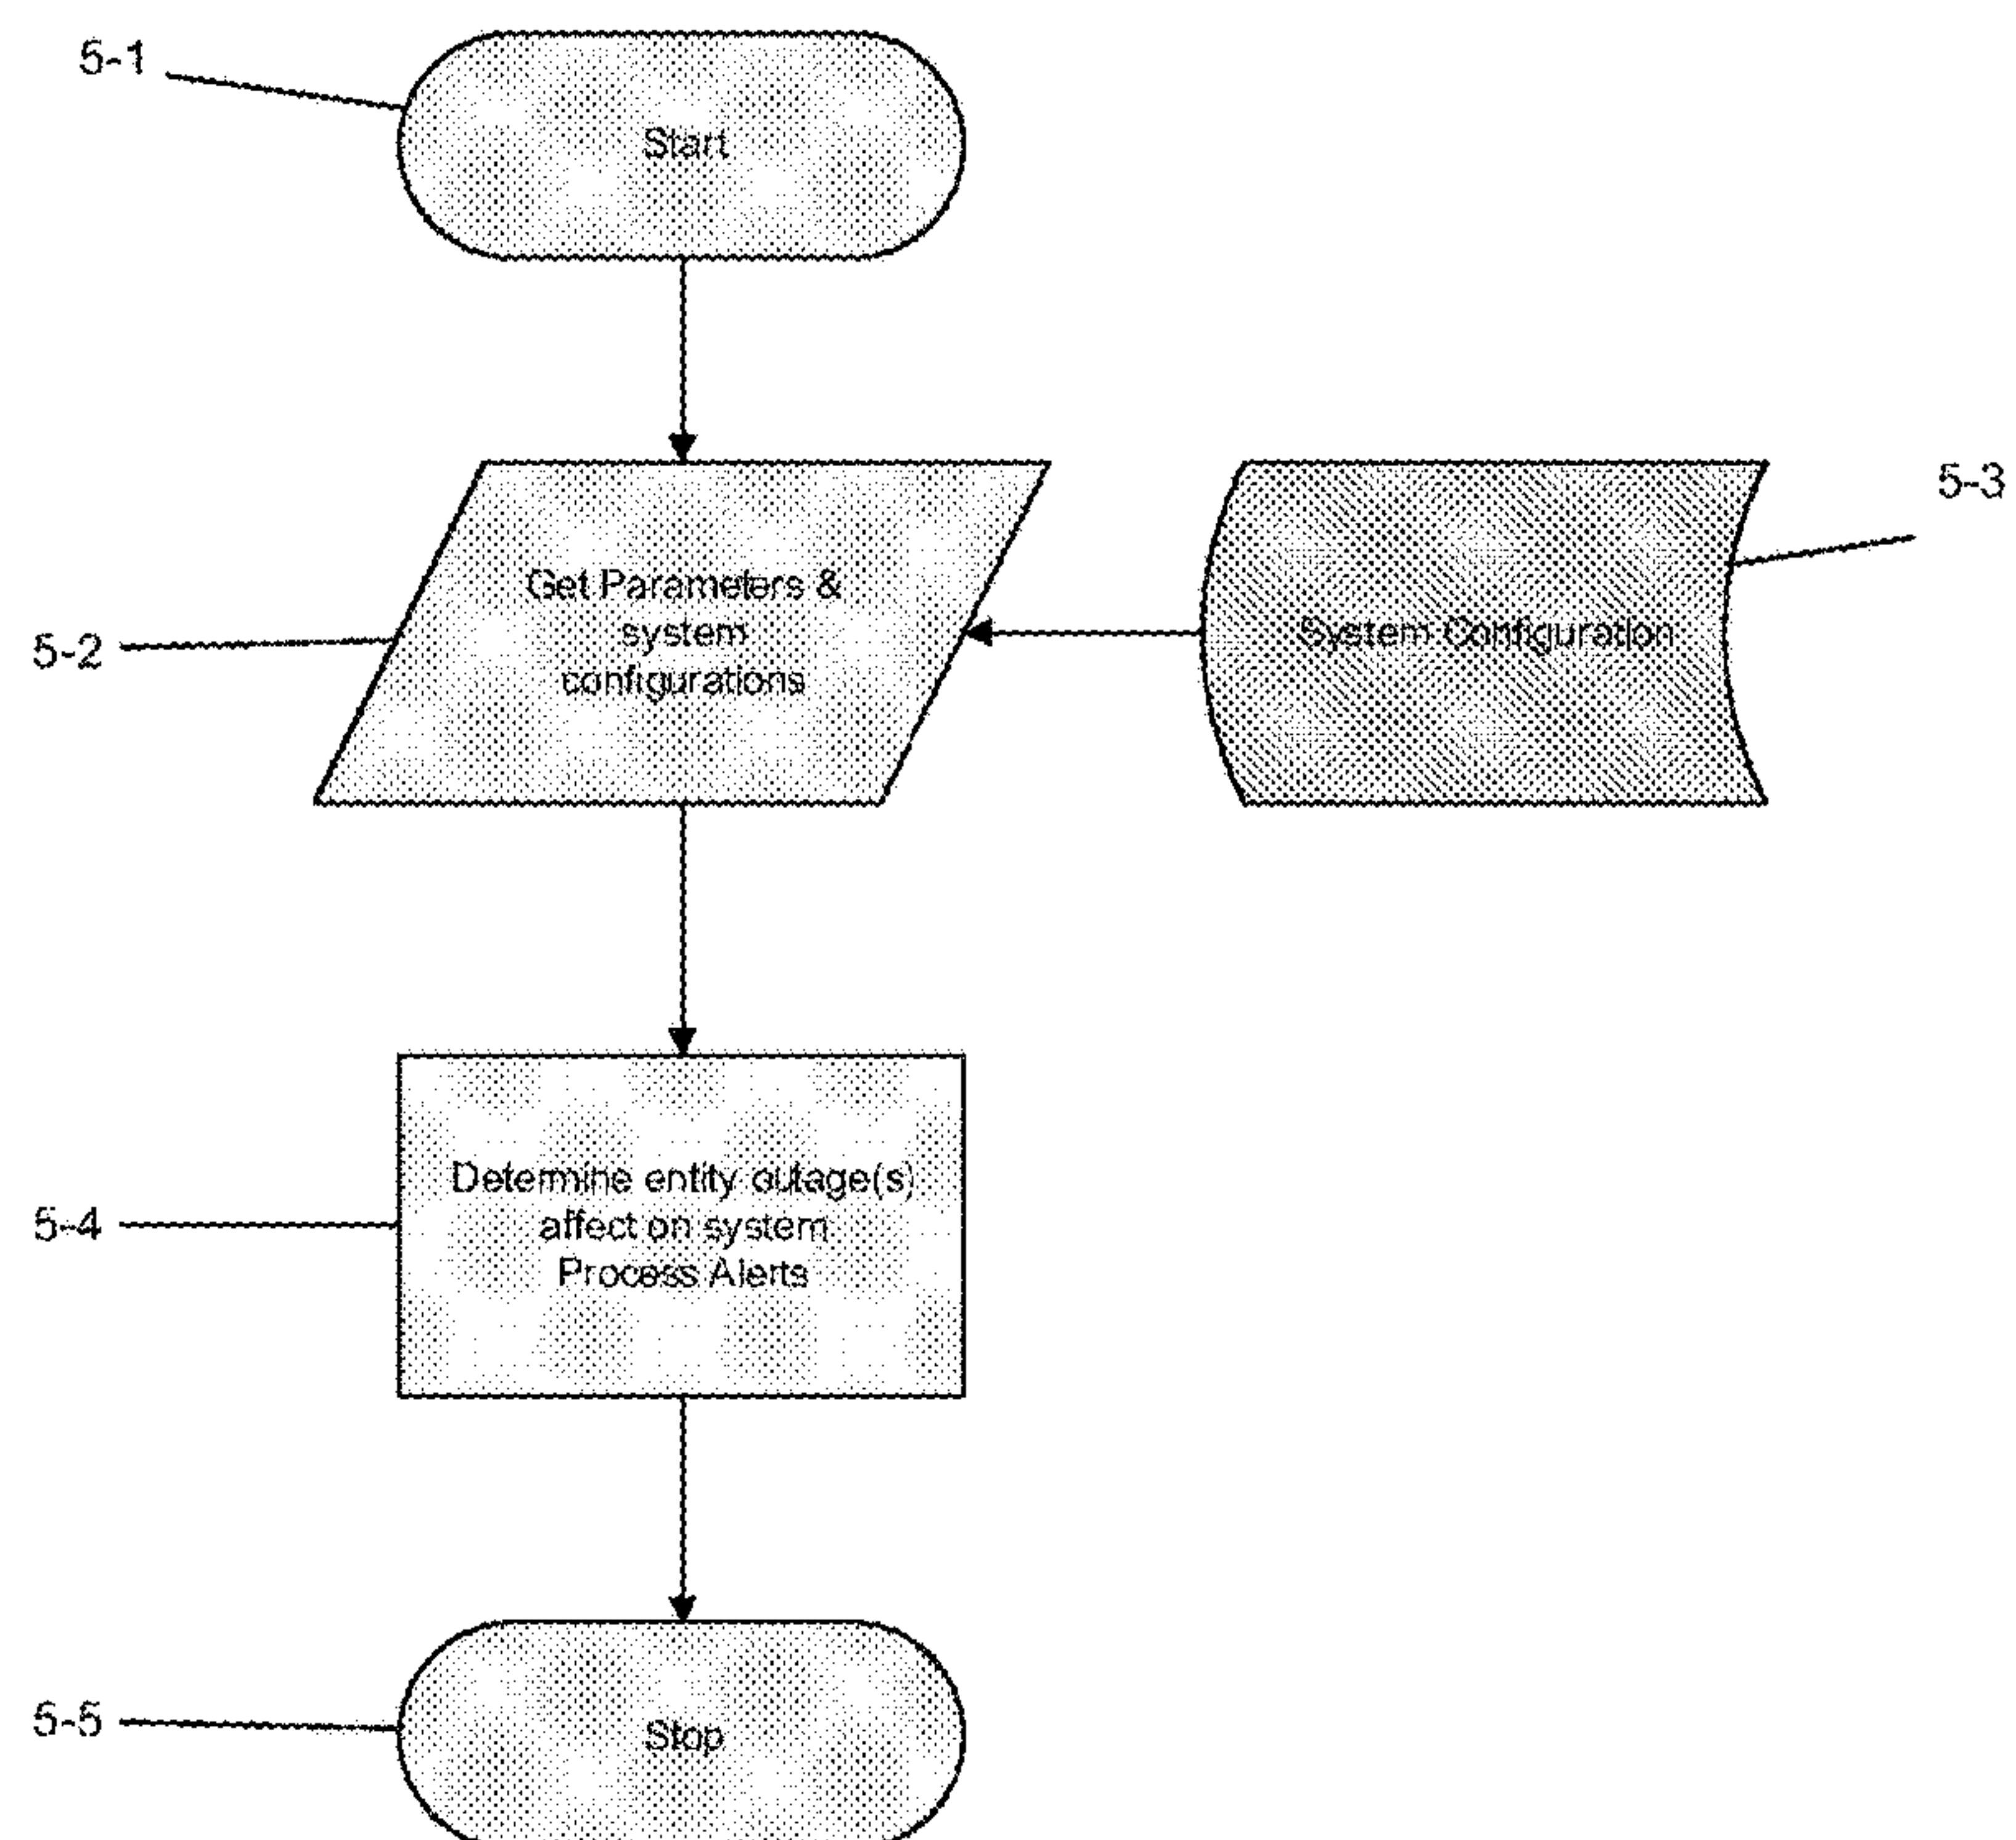 5-1
Start
5-3
Get Parameters &
system
configurations
System Configuration
5-2
Determine entity outage(s)
affect on system
Process Alerts
5-4
5-5
Stop